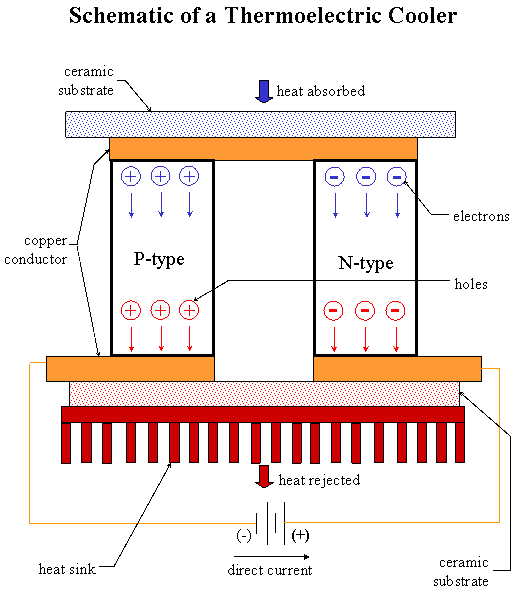 Schematic of a Thermoelectric Cooler
ceramic
substrate
heat absorbed
+ + +
- - -
electrons
copper
conductor
P-type
N-type
holes
+ + +
- - -
heat rejected
(-)
(+)
heat sink
direct current
ceramic
substrate